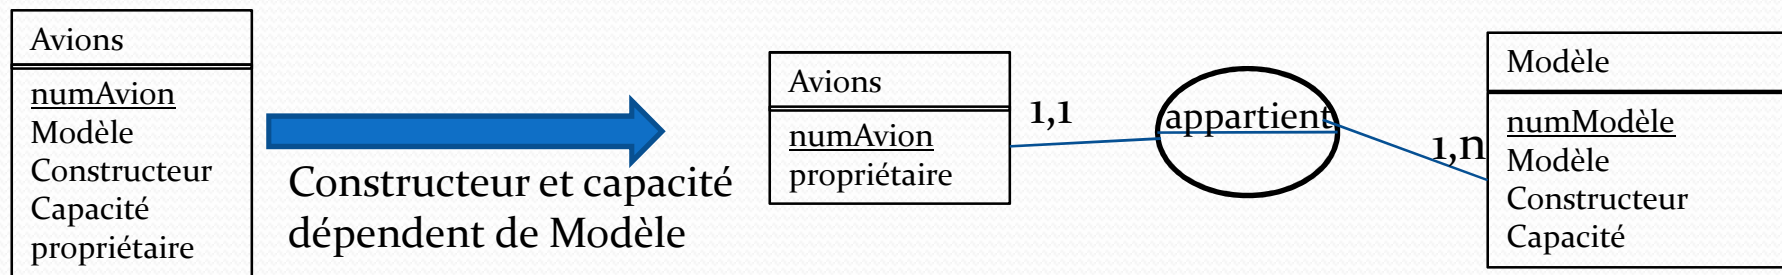 Avions
numAvion
Modèle
Constructeur
Capacité
propriétaire
Constructeur et capacité
dépendent de Modèle
Avions
numAvion
propriétaire
1,1
appartient
1,n
Modèle
numModèle
Modèle
Constructeur
Capacité